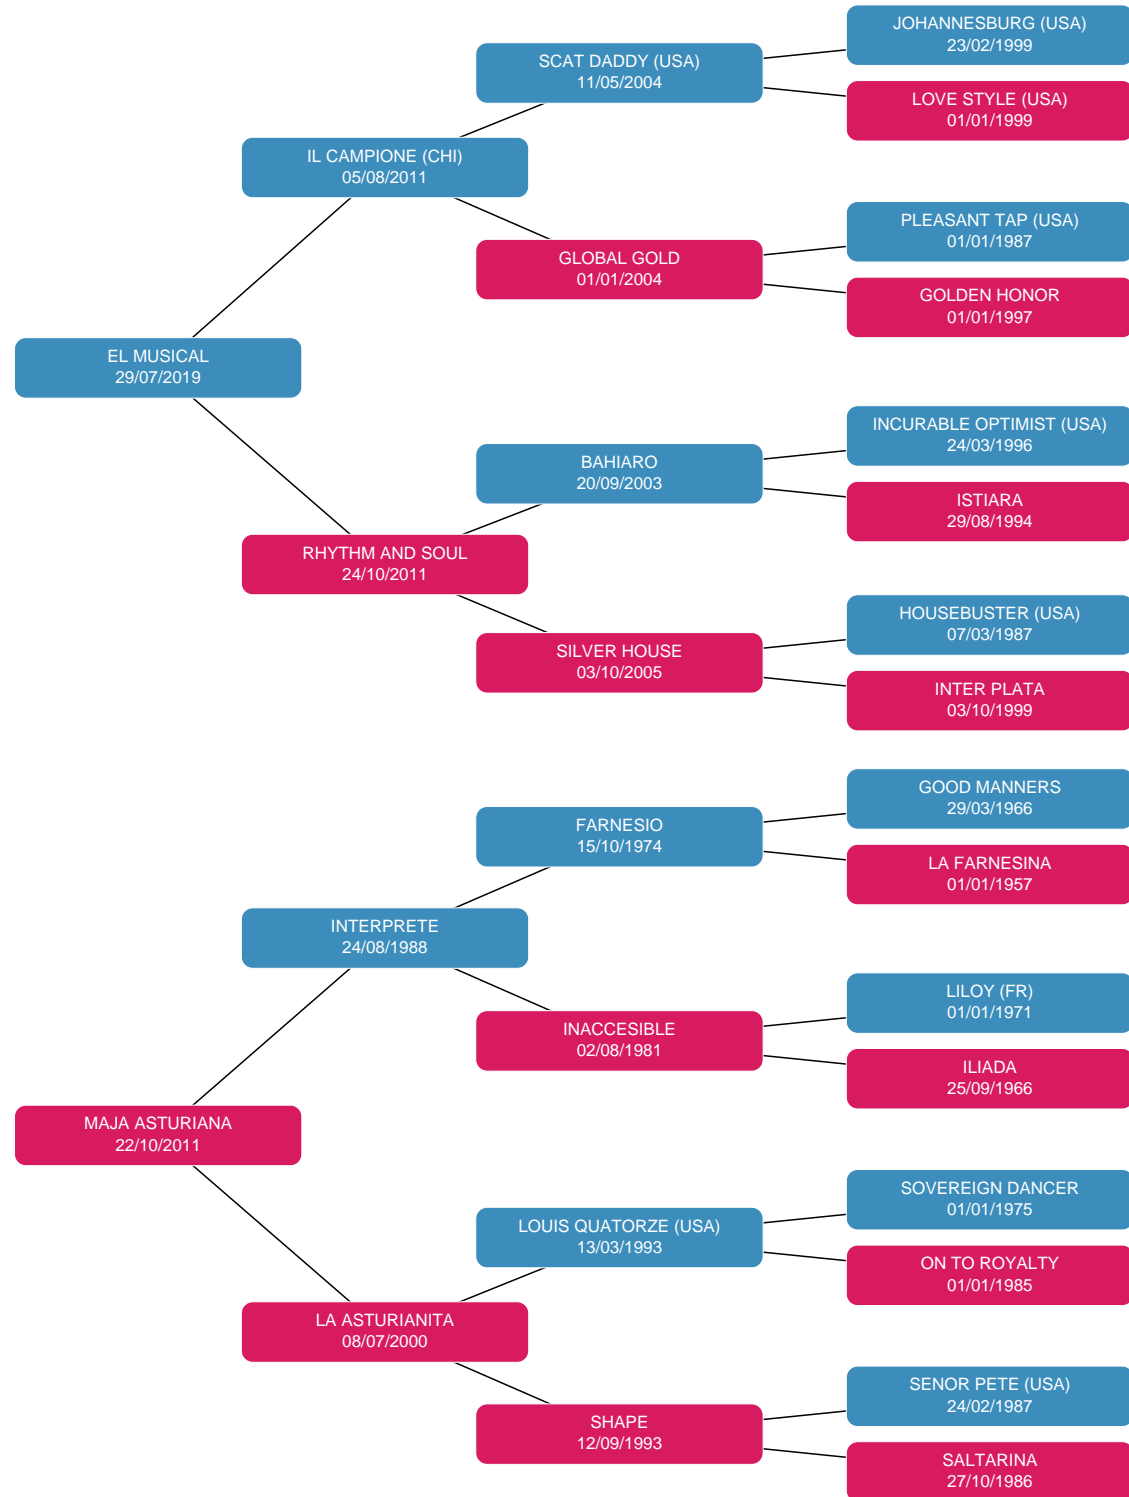 JOHANNESBURG (USA)
23/02/1999
SCAT DADDY (USA)
11/05/2004
LOVE STYLE (USA)
01/01/1999
IL CAMPIONE (CHI)
05/08/2011
PLEASANT TAP (USA)
01/01/1987
GLOBAL GOLD
01/01/2004
GOLDEN HONOR
01/01/1997
EL MUSICAL
29/07/2019
INCURABLE OPTIMIST (USA)
24/03/1996
BAHIARO
20/09/2003
ISTIARA
29/08/1994
RHYTHM AND SOUL
24/10/2011
HOUSEBUSTER (USA)
07/03/1987
SILVER HOUSE
03/10/2005
INTER PLATA
03/10/1999
GOOD MANNERS
29/03/1966
FARNESIO
15/10/1974
LA FARNESINA
01/01/1957
INTERPRETE
24/08/1988
LILOY (FR)
01/01/1971
INACCESIBLE
02/08/1981
ILIADA
25/09/1966
MAJA ASTURIANA
22/10/2011
SOVEREIGN DANCER
01/01/1975
LOUIS QUATORZE (USA)
13/03/1993
ON TO ROYALTY
01/01/1985
LA ASTURIANITA
08/07/2000
SENOR PETE (USA)
24/02/1987
SHAPE
12/09/1993
SALTARINA
27/10/1986